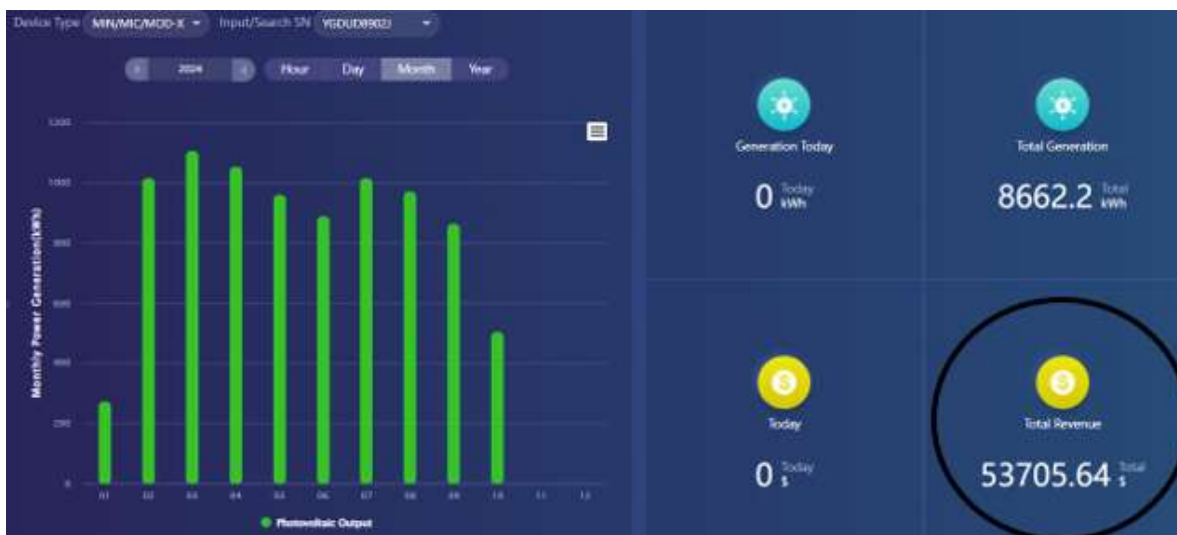 Device Type MIN/MIC/MOD-X Input/Search SN
2024 Hour Day Month Year
1200
1000
800
600
400
200
0
Monthly Power Generation(kWh)
01 02 03 04 05 06 07 08 09 10 11 12
Photovoltaic Output
Generation Today
0 Today
kWh
Total Generation
8662.2 Total
kWh
Today
0 Today
$
Total Revenue
53705.64 Total
$